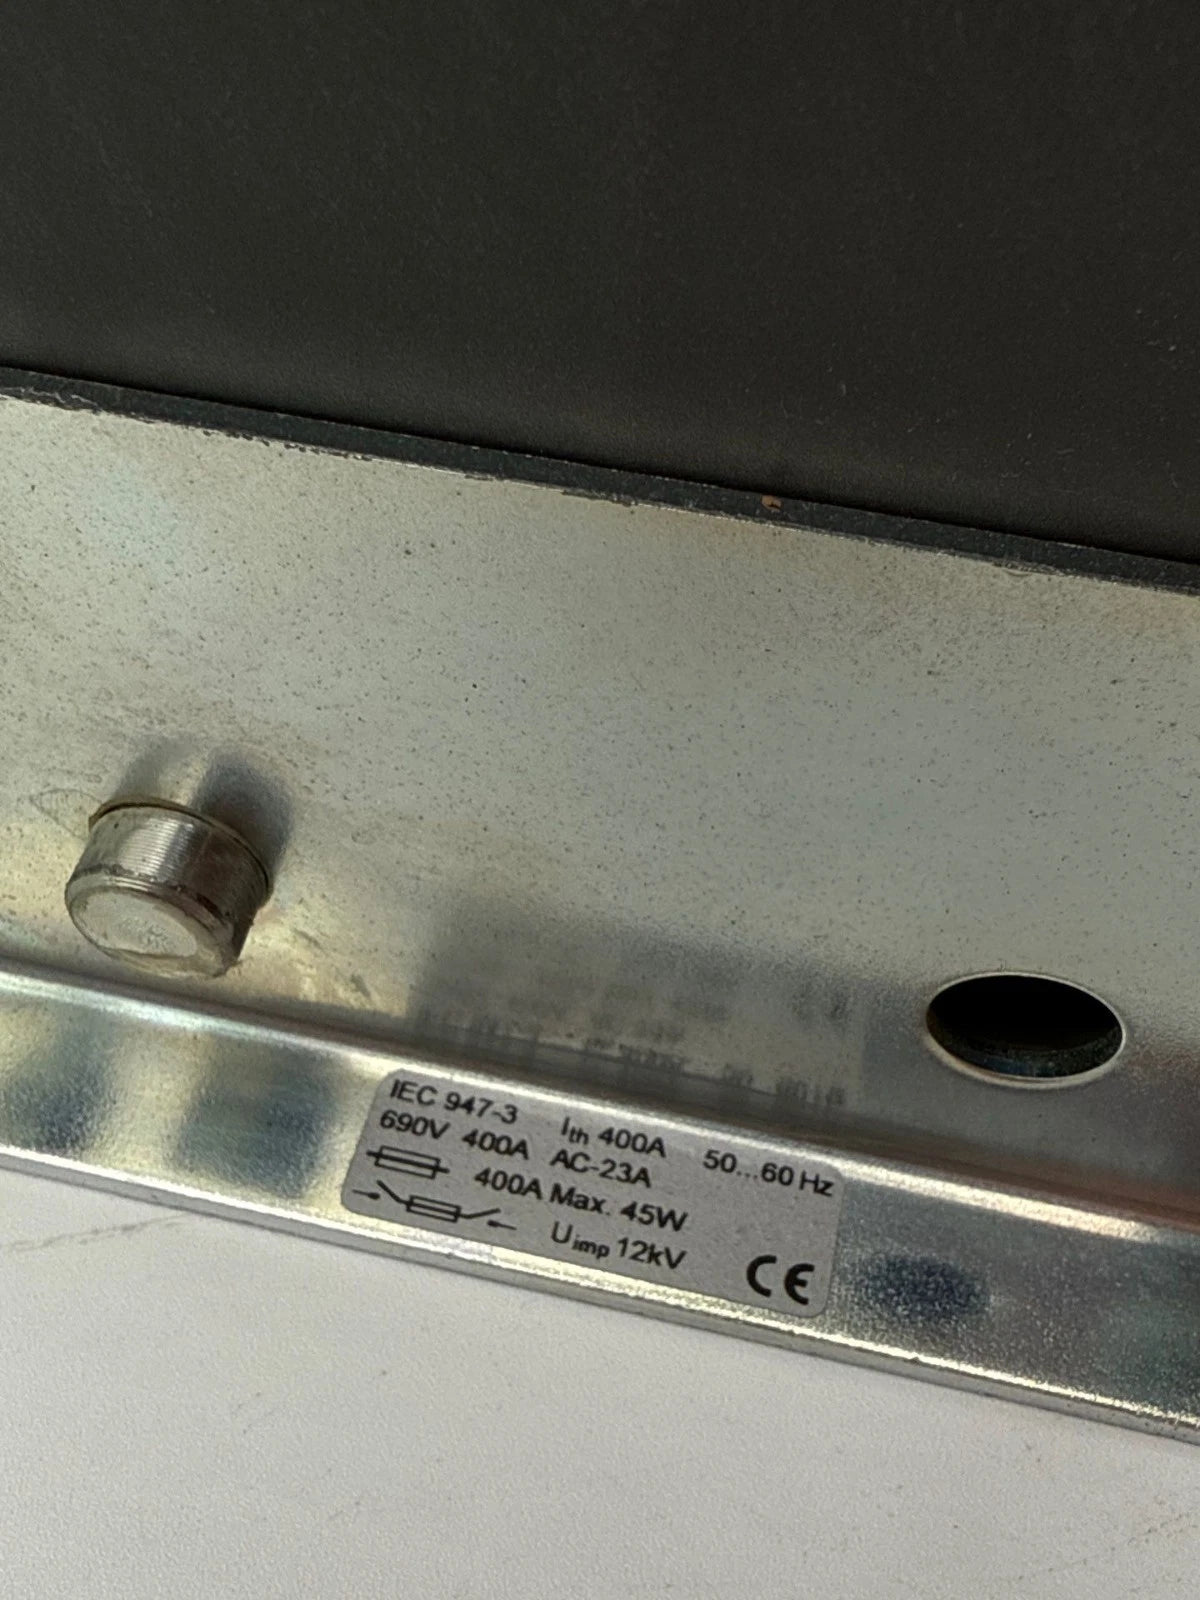 IEC 947-3 Ith 400A 50...60 Hz
690V 400A AC-23A
400A Max. 45W
Uimp 12kV
CE